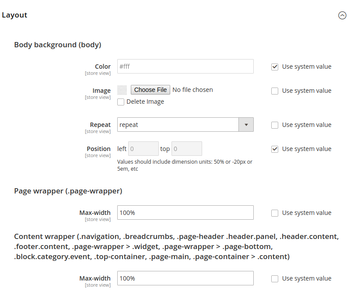 Layout
Body background (body)
Color
[store view]
#fff
Use system value
Image
[store view]
Choose File No file chosen
Use system value
Delete Image
Repeat
[store view]
repeat
Use system value
Position
[store view]
left 0 top 0
Use system value
Values should include dimension units: 50% or -20px or
5em, etc
Page wrapper (.page-wrapper)
Max-width
[store view]
100%
Use system value
Content wrapper (.navigation, .breadcrumbs, .page-header .header.panel, .header.content,
.footer.content, .page-wrapper > .widget, .page-wrapper > .page-bottom,
.block.category.event, .top-container, .page-main, .page-container > .content)
Max-width
[store view]
100%
Use system value